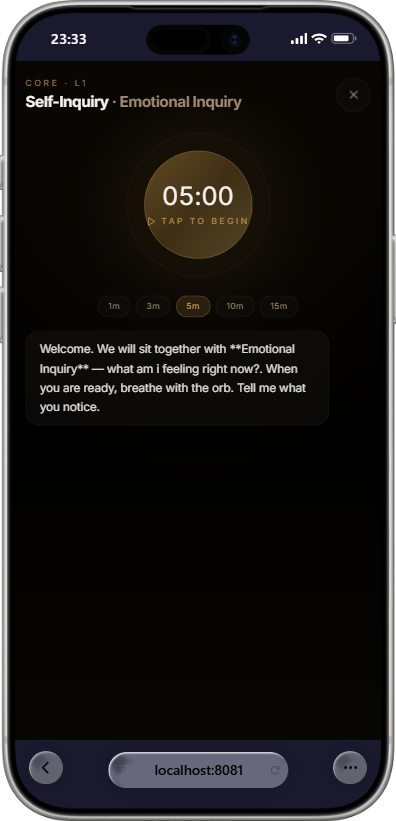 23:33
CORE · L1
Self-Inquiry · Emotional Inquiry
05:00
TAP TO BEGIN
1m 3m 5m 10m 15m
Welcome. We will sit together with **Emotional
Inquiry** — what am i feeling right now?. When
you are ready, breathe with the orb. Tell me what
you notice.
localhost:8081